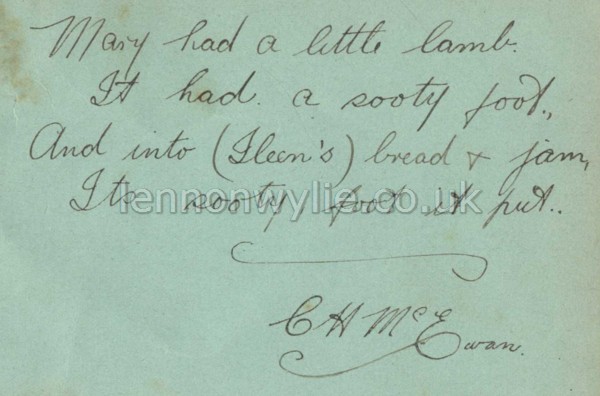 Mary had a little lamb.
It had a sooty foot.,
And into (Ileen's) bread & jam,
Its sooty, foot it put..
lennonwylie.co.uk
C H McEwan.